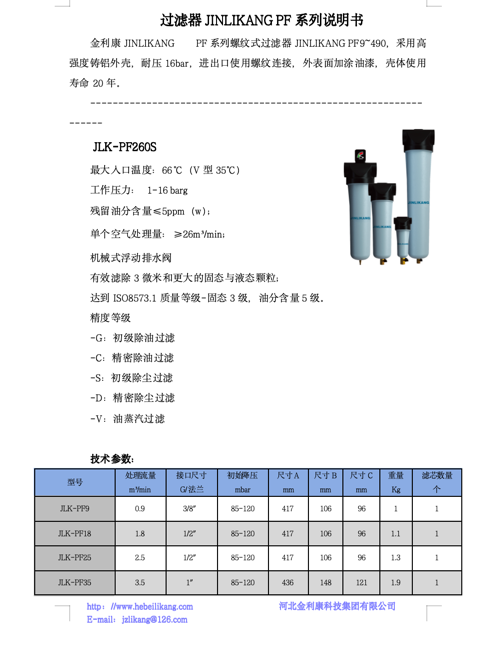 过滤器 JINLIKANG PF 系列说明书
金利康 JINLIKANG PF 系列螺纹式过滤器 JINLIKANG PF9~490，采用高
强度铸铝外壳，耐压 16bar，进出口使用螺纹连接，外表面加涂油漆，壳体使用
寿命 20 年．
-----------------------------------------------------------
------
JLK-PF260S
最大入口温度：66℃（V 型 35℃）
工作压力： 1-16 barg
残留油分含量≤5ppm（w）；
单个空气处理量：≥26m³/min；
机械式浮动排水阀
有效滤除 3 微米和更大的固态与液态颗粒；
达到 ISO8573.1 质量等级-固态 3 级，油分含量 5 级．
精度等级
-G：初级除油过滤
-C：精密除油过滤
-S：初级除尘过滤
-D：精密除尘过滤
-V：油蒸汽过滤
JINLIKANG
JINLIKANG
JINLIKANG
JINLIKANG
技术参数：
型号 处理流量 m³/min 接口尺寸 G/法兰 初始降压 mbar 尺寸 A mm 尺寸 B mm 尺寸 C mm 重量 Kg 滤芯数量 个
JLK-PF9 0.9 3/8″ 85-120 417 106 96 1 1
JLK-PF18 1.8 1/2″ 85-120 417 106 96 1.1 1
JLK-PF25 2.5 1/2″ 85-120 417 106 96 1.3 1
JLK-PF35 3.5 1″ 85-120 436 148 121 1.9 1
http：//www.hebeilikang.com 河北金利康科技集团有限公司
E-mail：jzlikang@126.com